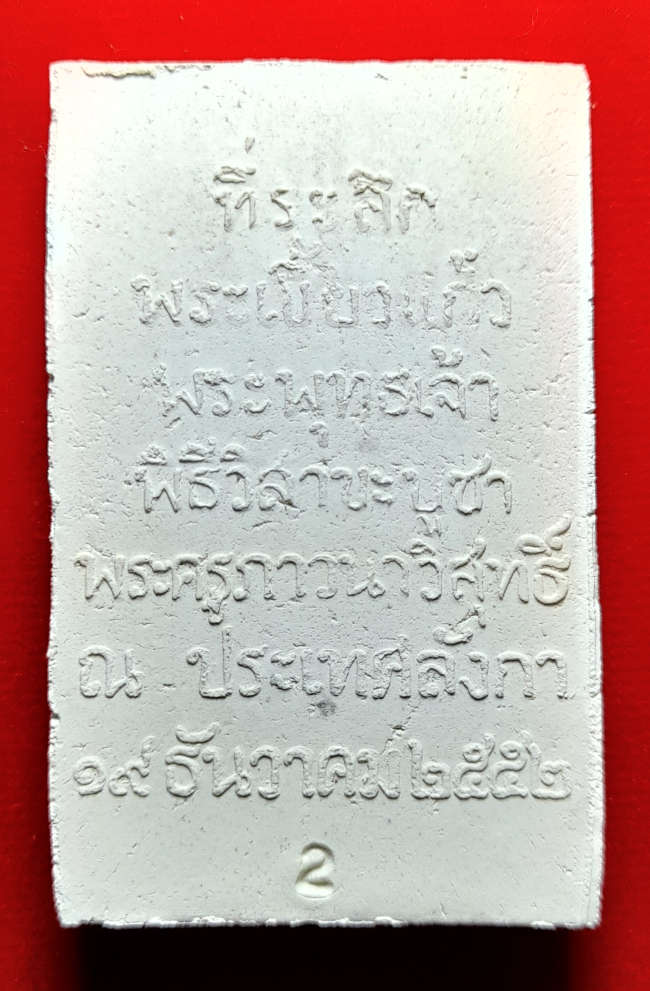 ที่ระลึก
พระเขี้ยวแก้ว
พระพุทธเจ้า
พิธีวิสาขะบูชา
พระครูภาวนาวิสุทธิ์
ณ ประเทศลังกา
๑๙ ธันวาคม ๒๕๕๒
2